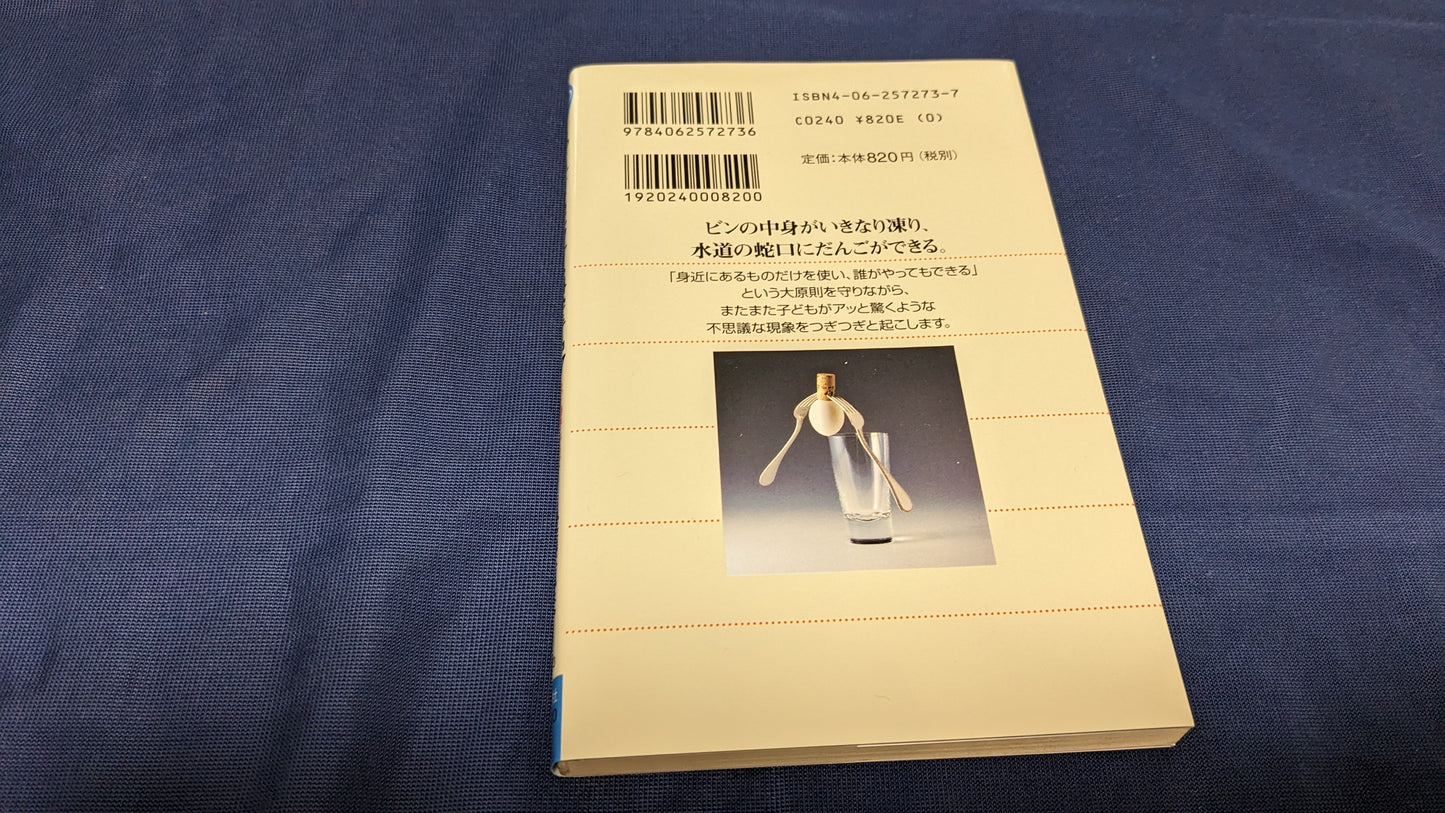 ISBN4-06-257273-7
C0240 ¥820E (0)
定価:本体820円(税別)
9784062572736
1920240008200
ビンの中身がいきなり凍り、
水道の蛇口にだんごができる。
「身近にあるものだけを使い、誰がやってもできる」
という大原則を守りながら、
またまた子どもがアッと驚くような
不思議な現象をつぎつぎと起こします。